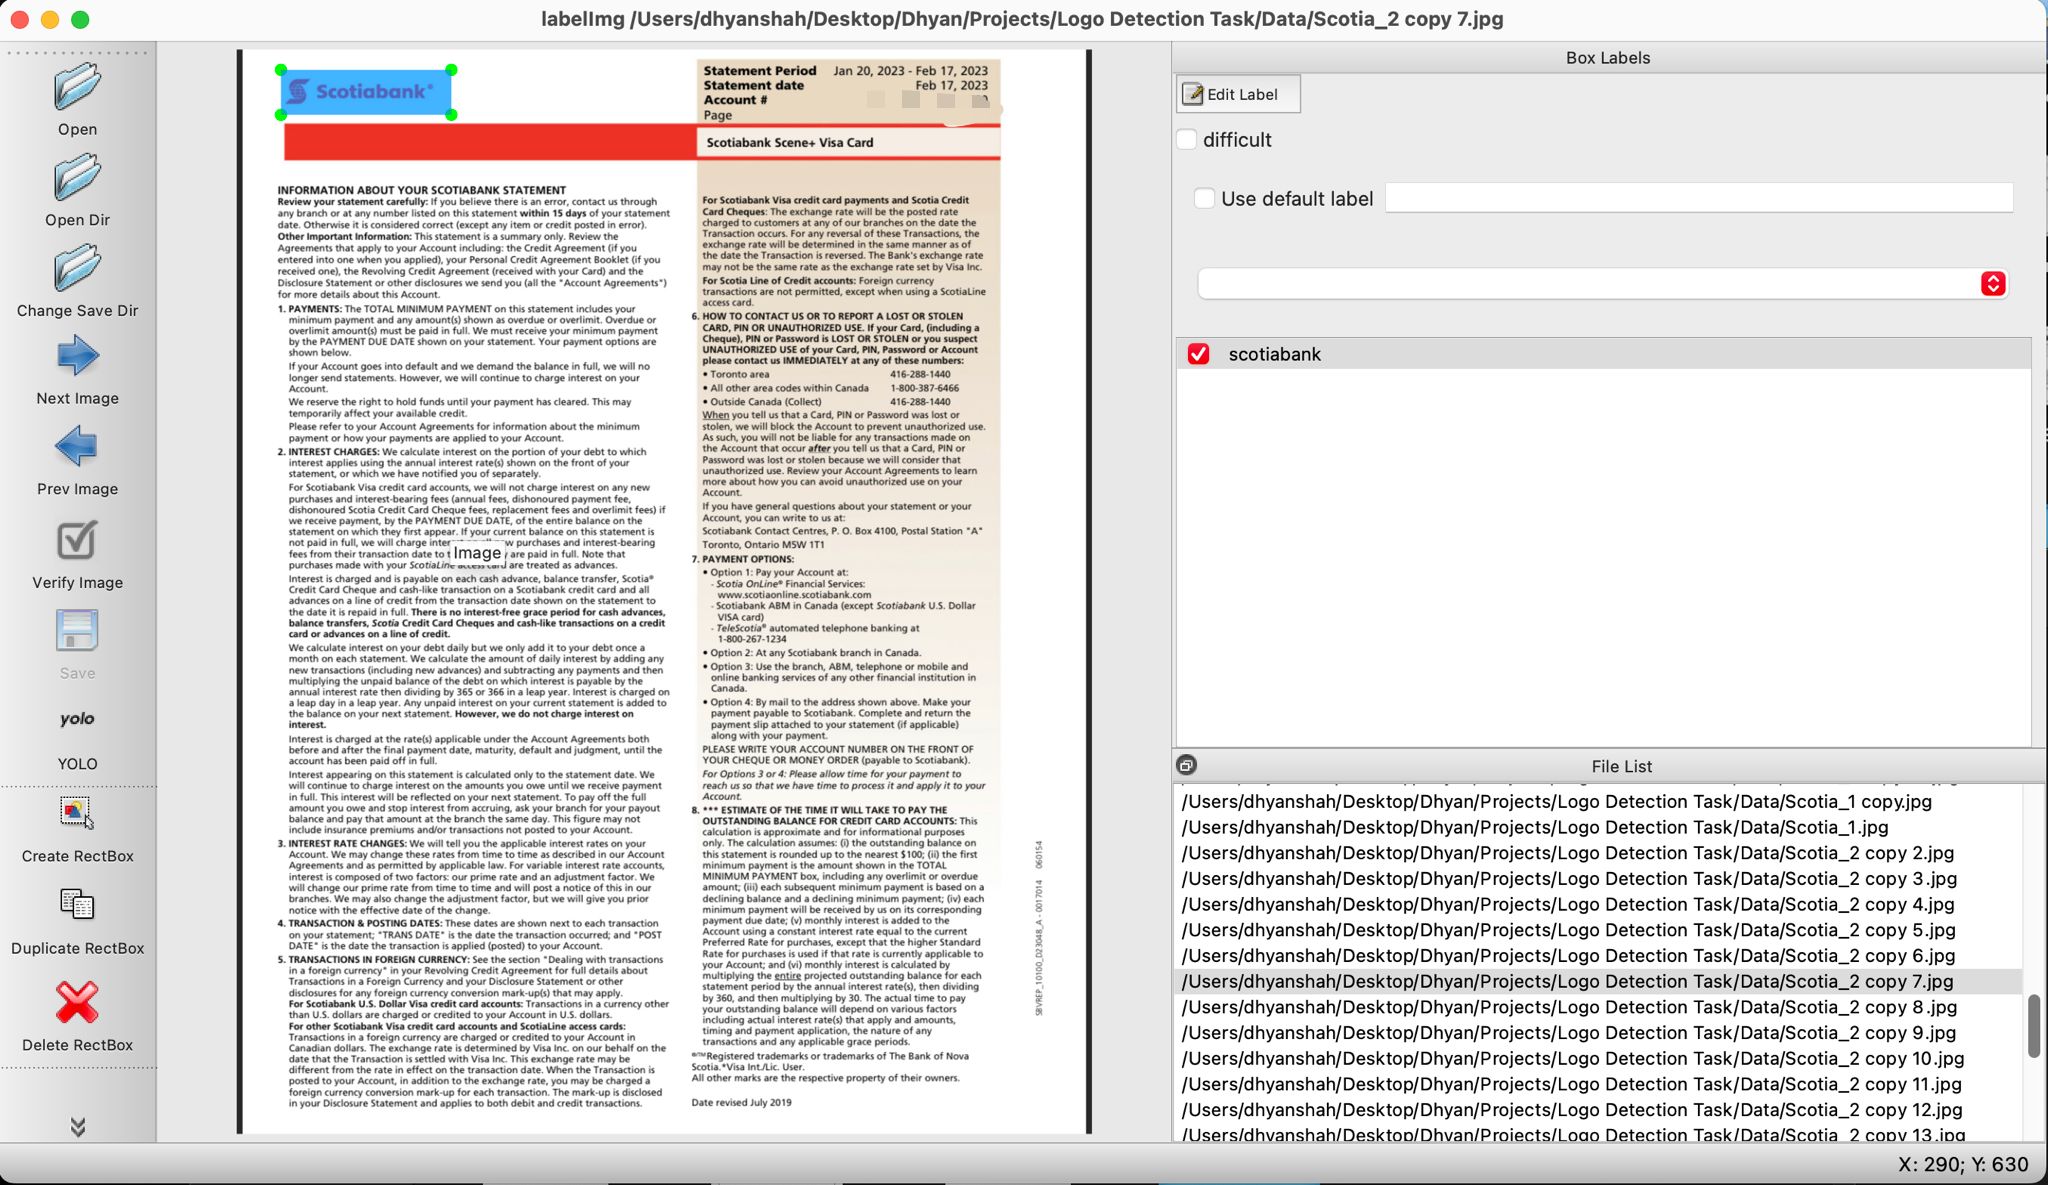 labelImg /Users/dhyanshah/Desktop/Dhyan/Projects/Logo Detection Task/Data/Scotia_2 copy 7.jpg
Open
Open Dir
Change Save Dir
Next Image
Prev Image
Verify Image
Save
yolo
YOLO
Create RectBox
Duplicate RectBox
Delete RectBox
Scotiabank®
Statement Period Jan 20, 2023 - Feb 17, 2023
Statement date Feb 17, 2023
Account #
Page
Scotiabank Scene+ Visa Card
INFORMATION ABOUT YOUR SCOTIABANK STATEMENT
Review your statement carefully: If you believe there is an error, contact us through
any branch or at any number listed on this statement within 15 days of your statement
date. Otherwise it is considered correct (except any item or credit posted in error).
Other Important Information: This statement is a summary only. Review the
Agreements that apply to your Account including: the Credit Agreement (if you
entered into one when you applied), your Personal Credit Agreement Booklet (if you
received one), the Revolving Credit Agreement (received with your Card) and the
Disclosure Statement or other disclosures we send you (all the "Account Agreements")
for more details about this Account.
1. PAYMENTS: The TOTAL MINIMUM PAYMENT on this statement includes your
minimum payment and any amount(s) shown as overdue or overlimit. Overdue or
overlimit amount(s) must be paid in full. We must receive your minimum payment
by the PAYMENT DUE DATE shown on your statement. Your payment options are
shown below.
If your Account goes into default and we demand the balance in full, we will no
longer send statements. However, we will continue to charge interest on your
Account.
We reserve the right to hold funds until your payment has cleared. This may
temporarily affect your available credit.
Please refer to your Account Agreements for information about the minimum
payment or how your payments are applied to your Account.
2. INTEREST CHARGES: We calculate interest on the portion of your debt to which
interest applies using the annual interest rate(s) shown on the front of your
statement, or which we have notified you of separately.
For Scotiabank Visa credit card accounts, we will not charge interest on any new
purchases and interest-bearing fees (annual fees, dishonoured payment fee,
dishonoured Scotia Credit Card Cheque fees, replacement fees and overlimit fees) if
we receive payment, by the PAYMENT DUE DATE, of the entire balance on the
statement on which they first appear. If your current balance on this statement is
not paid in full, we will charge purchases and interest-bearing
fees from their transaction date to are paid in full. Note that
purchases made with your ScotiaLine access card are treated as advances.
Image
Interest is charged and is payable on each cash advance, balance transfer, Scotia®
Credit Card Cheque and cash-like transaction on a Scotiabank credit card and all
advances on a line of credit from the transaction date shown on the statement to
the date it is repaid in full. There is no interest-free grace period for cash advances,
balance transfers, Scotia Credit Card Cheques and cash-like transactions on a credit
card or advances on a line of credit.
We calculate interest on your debt daily but we only add it to your debt once a
month on each statement. We calculate the amount of daily interest by adding any
new transactions (including new advances) and subtracting any payments and then
multiplying the unpaid balance of the debt on which interest is payable by the
annual interest rate then dividing by 365 or 366 in a leap year. Interest is charged on
a leap day in a leap year. Any unpaid interest on your current statement is added to
the balance on your next statement. However, we do not charge interest on
interest.
Interest is charged at the rate(s) applicable under the Account Agreements both
before and after the final payment date, maturity, default and judgment, until the
account has been paid off in full.
Interest appearing on this statement is calculated only to the statement date. We
will continue to charge interest on the amounts you owe until we receive payment
in full. This interest will be reflected on your next statement. To pay off the full
amount you owe and stop interest from accruing, ask your branch for your payout
balance and pay that amount at the branch the same day. This figure may not
include insurance premiums and/or transactions not posted to your Account.
3. INTEREST RATE CHANGES: We will tell you the applicable interest rates on your
Account. We may change these rates from time to time as described in our Account
Agreements and as permitted by applicable law. For variable interest rate accounts,
interest is composed of two factors: our prime rate and an adjustment factor. We
will change our prime rate from time to time and will post a notice of this in our
branches. We may also change the adjustment factor, but we will give you prior
notice with the effective date of the change.
4. TRANSACTION & POSTING DATES: These dates are shown next to each transaction
on your statement; "TRANS DATE" is the date the transaction occurred; and "POST
DATE" is the date the transaction is applied (posted) to your Account.
5. TRANSACTIONS IN FOREIGN CURRENCY: See the section "Dealing with transactions
in a foreign currency" in your Revolving Credit Agreement for full details about
Transactions in a Foreign Currency and your Disclosure Statement or other
disclosures for any foreign currency conversion mark-up(s) that may apply.
For Scotiabank U.S. Dollar Visa credit card accounts: Transactions in a currency other
than U.S. dollars are charged or credited to your Account in U.S. dollars.
For other Scotiabank Visa credit card accounts and ScotiaLine access cards:
Transactions in a foreign currency are charged or credited to your Account in
Canadian dollars. The exchange rate is determined by Visa Inc. on our behalf on the
date that the Transaction is settled with Visa Inc. This exchange rate may be
different from the rate in effect on the transaction date. When the Transaction is
posted to your Account, in addition to the exchange rate, you may be charged a
foreign currency conversion mark-up for each transaction. The mark-up is disclosed
in your Disclosure Statement and applies to both debit and credit transactions.
For Scotiabank Visa credit card payments and Scotia Credit
Card Cheques: The exchange rate will be the posted rate
charged to customers at any of our branches on the date the
Transaction occurs. For any reversal of these Transactions, the
exchange rate will be determined in the same manner as of
the date the Transaction is reversed. The Bank's exchange rate
may not be the same rate as the exchange rate set by Visa Inc.
For Scotia Line of Credit accounts: Foreign currency
transactions are not permitted, except when using a ScotiaLine
access card.
6. HOW TO CONTACT US OR TO REPORT A LOST OR STOLEN
CARD, PIN OR UNAUTHORIZED USE. If your Card, (including a
Cheque), PIN or Password is LOST OR STOLEN or you suspect
UNAUTHORIZED USE of your Card, PIN, Password or Account
please contact us IMMEDIATELY at any of these numbers:
• Toronto area 416-288-1440
• All other area codes within Canada 1-800-387-6466
• Outside Canada (Collect) 416-288-1440
When you tell us that a Card, PIN or Password was lost or
stolen, we will block the Account to prevent unauthorized use.
As such, you will not be liable for any transactions made on
the Account that occur after you tell us that a Card, PIN or
Password was lost or stolen because we will consider that
unauthorized use. Review your Account Agreements to learn
more about how you can avoid unauthorized use on your
Account.
If you have general questions about your statement or your
Account, you can write to us at:
Scotiabank Contact Centres, P. O. Box 4100, Postal Station "A"
Toronto, Ontario M5W 1T1
7. PAYMENT OPTIONS:
• Option 1: Pay your Account at:
- Scotia OnLine® Financial Services:
www.scotiaonline.scotiabank.com
- Scotiabank ABM in Canada (except Scotiabank U.S. Dollar
VISA card)
- TeleScotia® automated telephone banking at
1-800-267-1234
• Option 2: At any Scotiabank branch in Canada.
• Option 3: Use the branch, ABM, telephone or mobile and
online banking services of any other financial institution in
Canada.
• Option 4: By mail to the address shown above. Make your
payment payable to Scotiabank. Complete and return the
payment slip attached to your statement (if applicable)
along with your payment.
PLEASE WRITE YOUR ACCOUNT NUMBER ON THE FRONT OF
YOUR CHEQUE OR MONEY ORDER (payable to Scotiabank).
For Options 3 or 4: Please allow time for your payment to
reach us so that we have time to process it and apply it to your
Account.
8. *** ESTIMATE OF THE TIME IT WILL TAKE TO PAY THE
OUTSTANDING BALANCE FOR CREDIT CARD ACCOUNTS: This
calculation is approximate and for informational purposes
only. The calculation assumes: (i) the outstanding balance on
this statement is rounded up to the nearest $100; (ii) the first
minimum payment is the amount shown in the TOTAL
MINIMUM PAYMENT box, including any overlimit or overdue
amount; (iii) each subsequent minimum payment is based on a
declining balance and a declining minimum payment; (iv) each
minimum payment will be received by us on its corresponding
payment due date; (v) monthly interest is added to the
Account using a constant interest rate equal to the current
Preferred Rate for purchases, except that the higher Standard
Rate for purchases is used if that rate is currently applicable to
your Account; and (vi) monthly interest is calculated by
multiplying the entire projected outstanding balance for each
statement period by the annual interest rate(s), then dividing
by 360, and then multiplying by 30. The actual time to pay
your outstanding balance will depend on various factors
including actual interest rate(s) that apply and amounts,
timing and payment application, the nature of any
transactions and any applicable grace periods.
®/™Registered trademarks or trademarks of The Bank of Nova
Scotia.*Visa Int./Lic. User.
All other marks are the respective property of their owners.
Date revised July 2019
SBVREP_10100_D23048_A - 0017014 060154
Box Labels
Edit Label
difficult
Use default label
scotiabank
File List
/Users/dhyanshah/Desktop/Dhyan/Projects/Logo Detection Task/Data/Scotia_1 copy.jpg
/Users/dhyanshah/Desktop/Dhyan/Projects/Logo Detection Task/Data/Scotia_1.jpg
/Users/dhyanshah/Desktop/Dhyan/Projects/Logo Detection Task/Data/Scotia_2 copy 2.jpg
/Users/dhyanshah/Desktop/Dhyan/Projects/Logo Detection Task/Data/Scotia_2 copy 3.jpg
/Users/dhyanshah/Desktop/Dhyan/Projects/Logo Detection Task/Data/Scotia_2 copy 4.jpg
/Users/dhyanshah/Desktop/Dhyan/Projects/Logo Detection Task/Data/Scotia_2 copy 5.jpg
/Users/dhyanshah/Desktop/Dhyan/Projects/Logo Detection Task/Data/Scotia_2 copy 6.jpg
/Users/dhyanshah/Desktop/Dhyan/Projects/Logo Detection Task/Data/Scotia_2 copy 7.jpg
/Users/dhyanshah/Desktop/Dhyan/Projects/Logo Detection Task/Data/Scotia_2 copy 8.jpg
/Users/dhyanshah/Desktop/Dhyan/Projects/Logo Detection Task/Data/Scotia_2 copy 9.jpg
/Users/dhyanshah/Desktop/Dhyan/Projects/Logo Detection Task/Data/Scotia_2 copy 10.jpg
/Users/dhyanshah/Desktop/Dhyan/Projects/Logo Detection Task/Data/Scotia_2 copy 11.jpg
/Users/dhyanshah/Desktop/Dhyan/Projects/Logo Detection Task/Data/Scotia_2 copy 12.jpg
/Users/dhyanshah/Desktop/Dhyan/Projects/Logo Detection Task/Data/Scotia_2 copy 13.jpg
X: 290; Y: 630